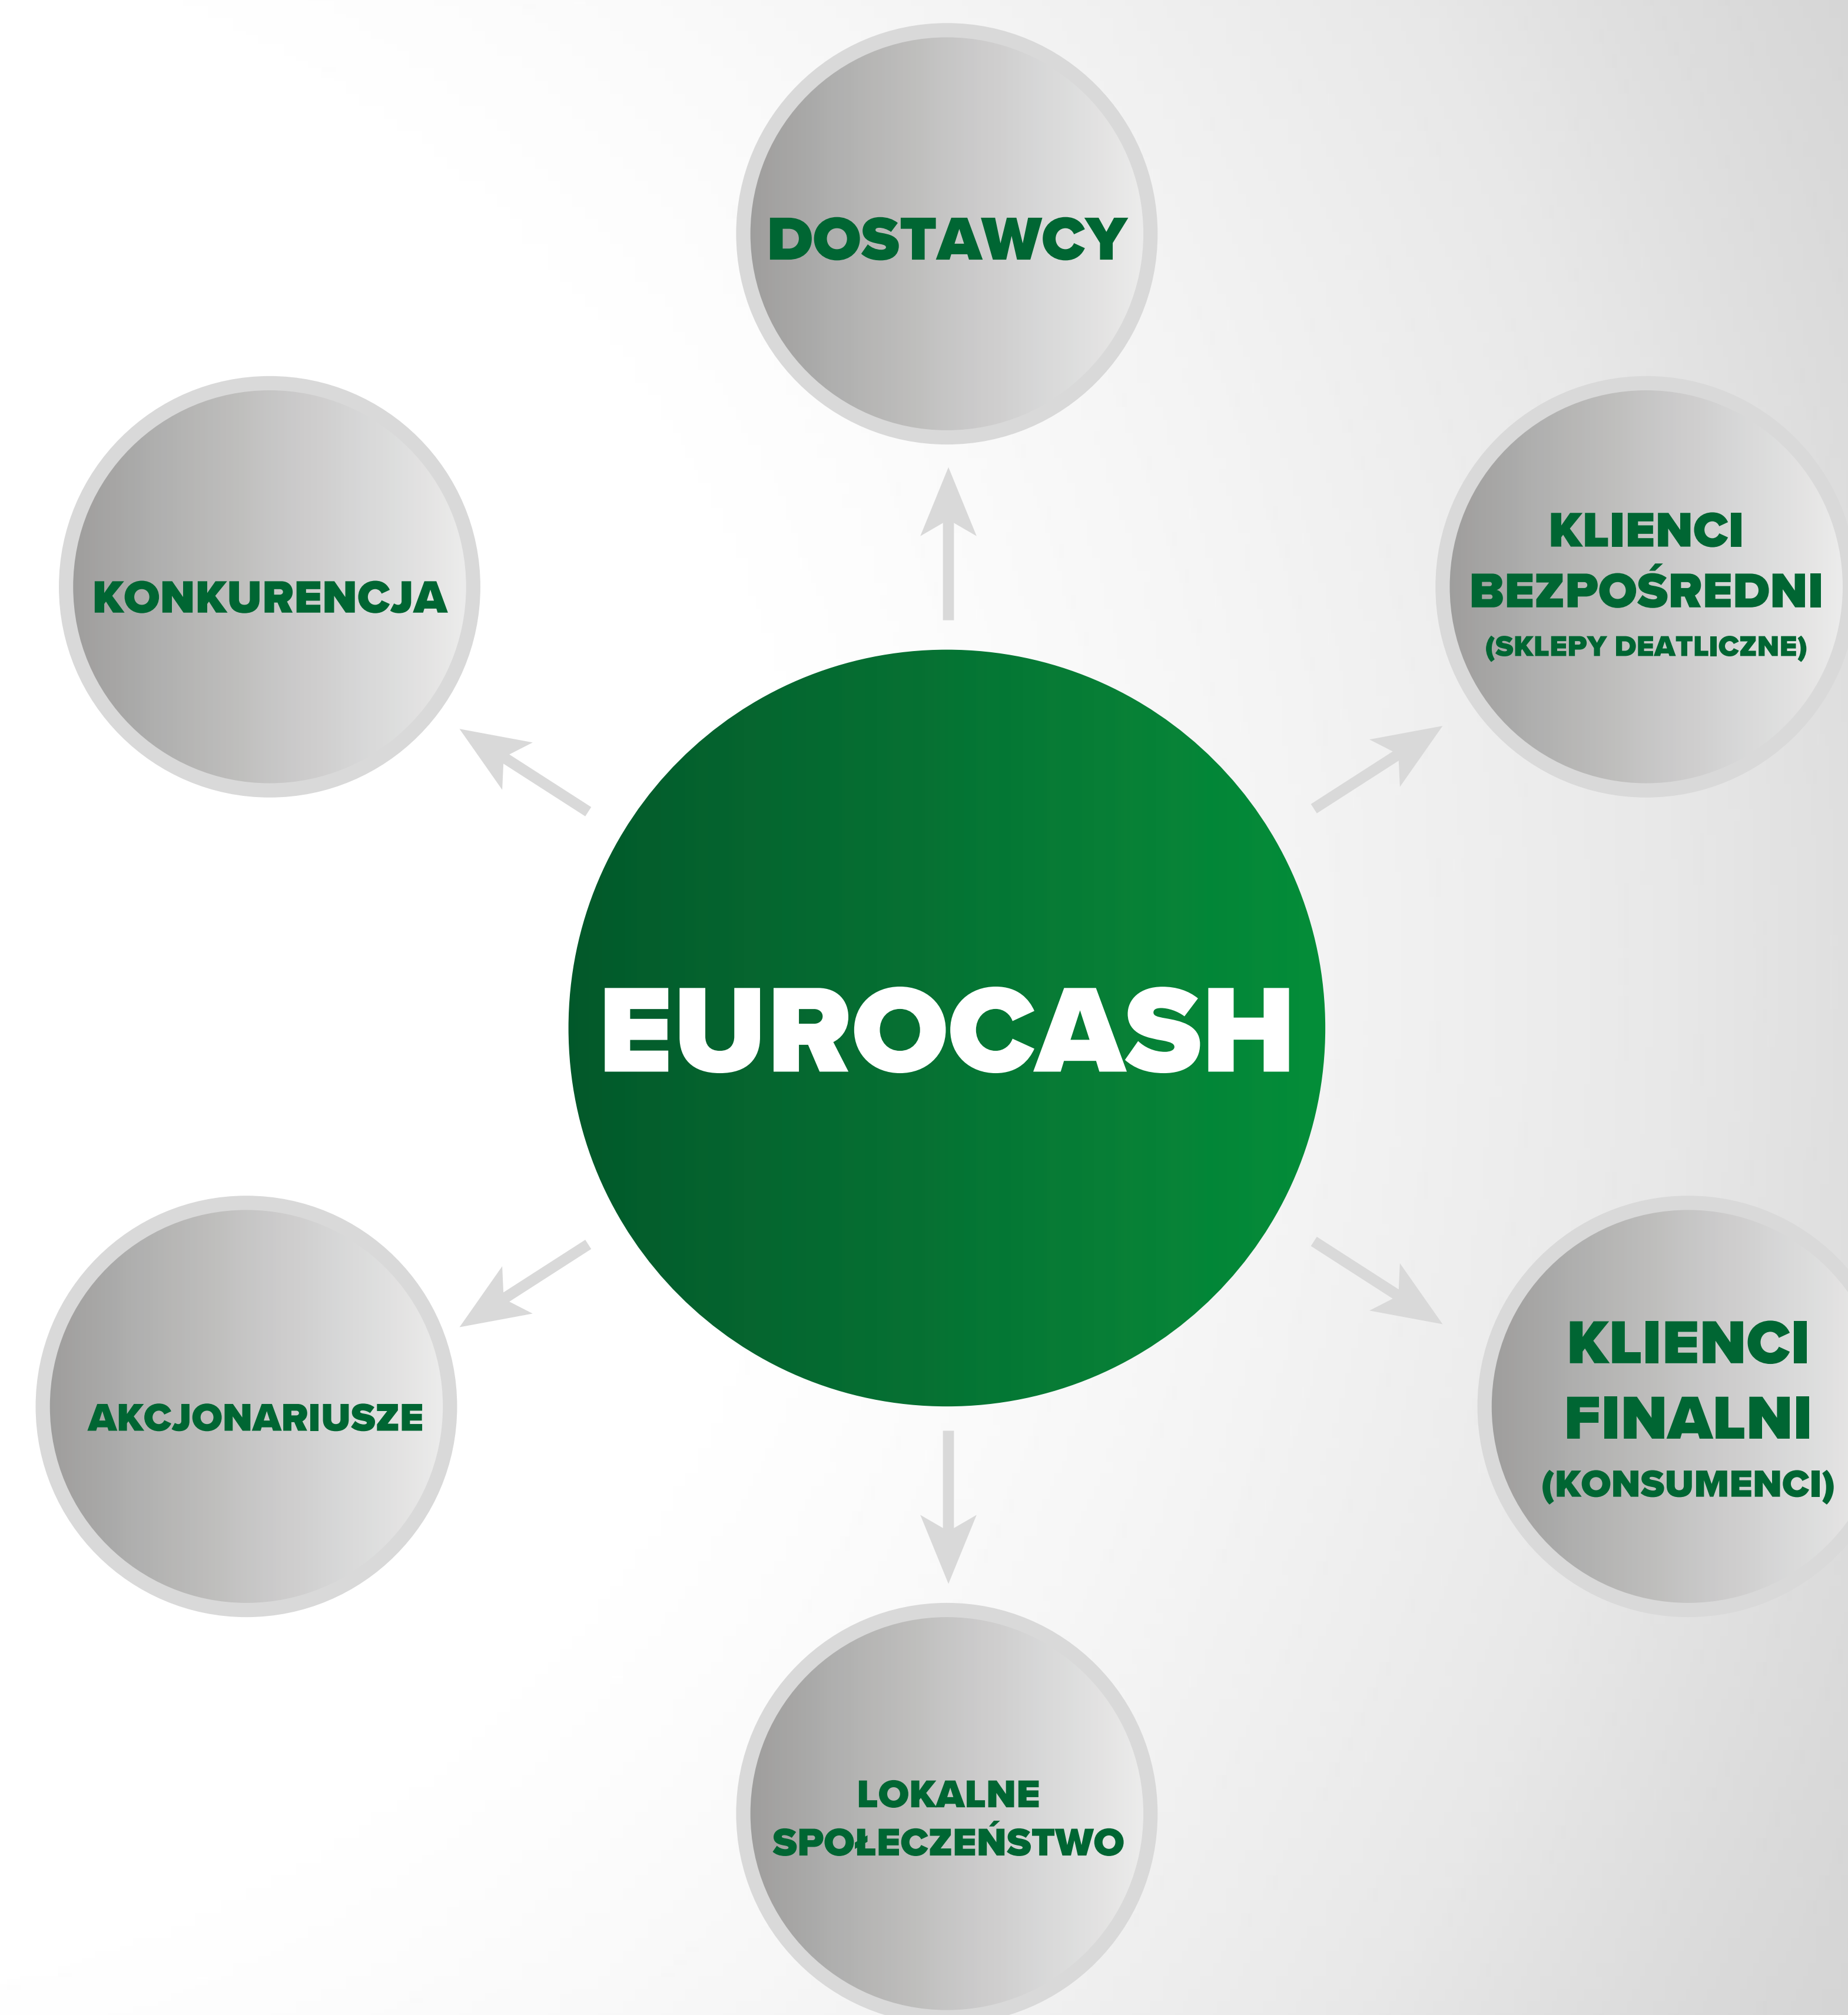 DOSTAWCY
KONKURENCJA
KLIENCI
BEZPOŚREDNI
(SKLEPY DEATLICZNE)
EUROCASH
AKCJONARIUSZE
KLIENCI
FINALNI
(KONSUMENCI)
LOKALNE
SPOŁECZEŃSTWO